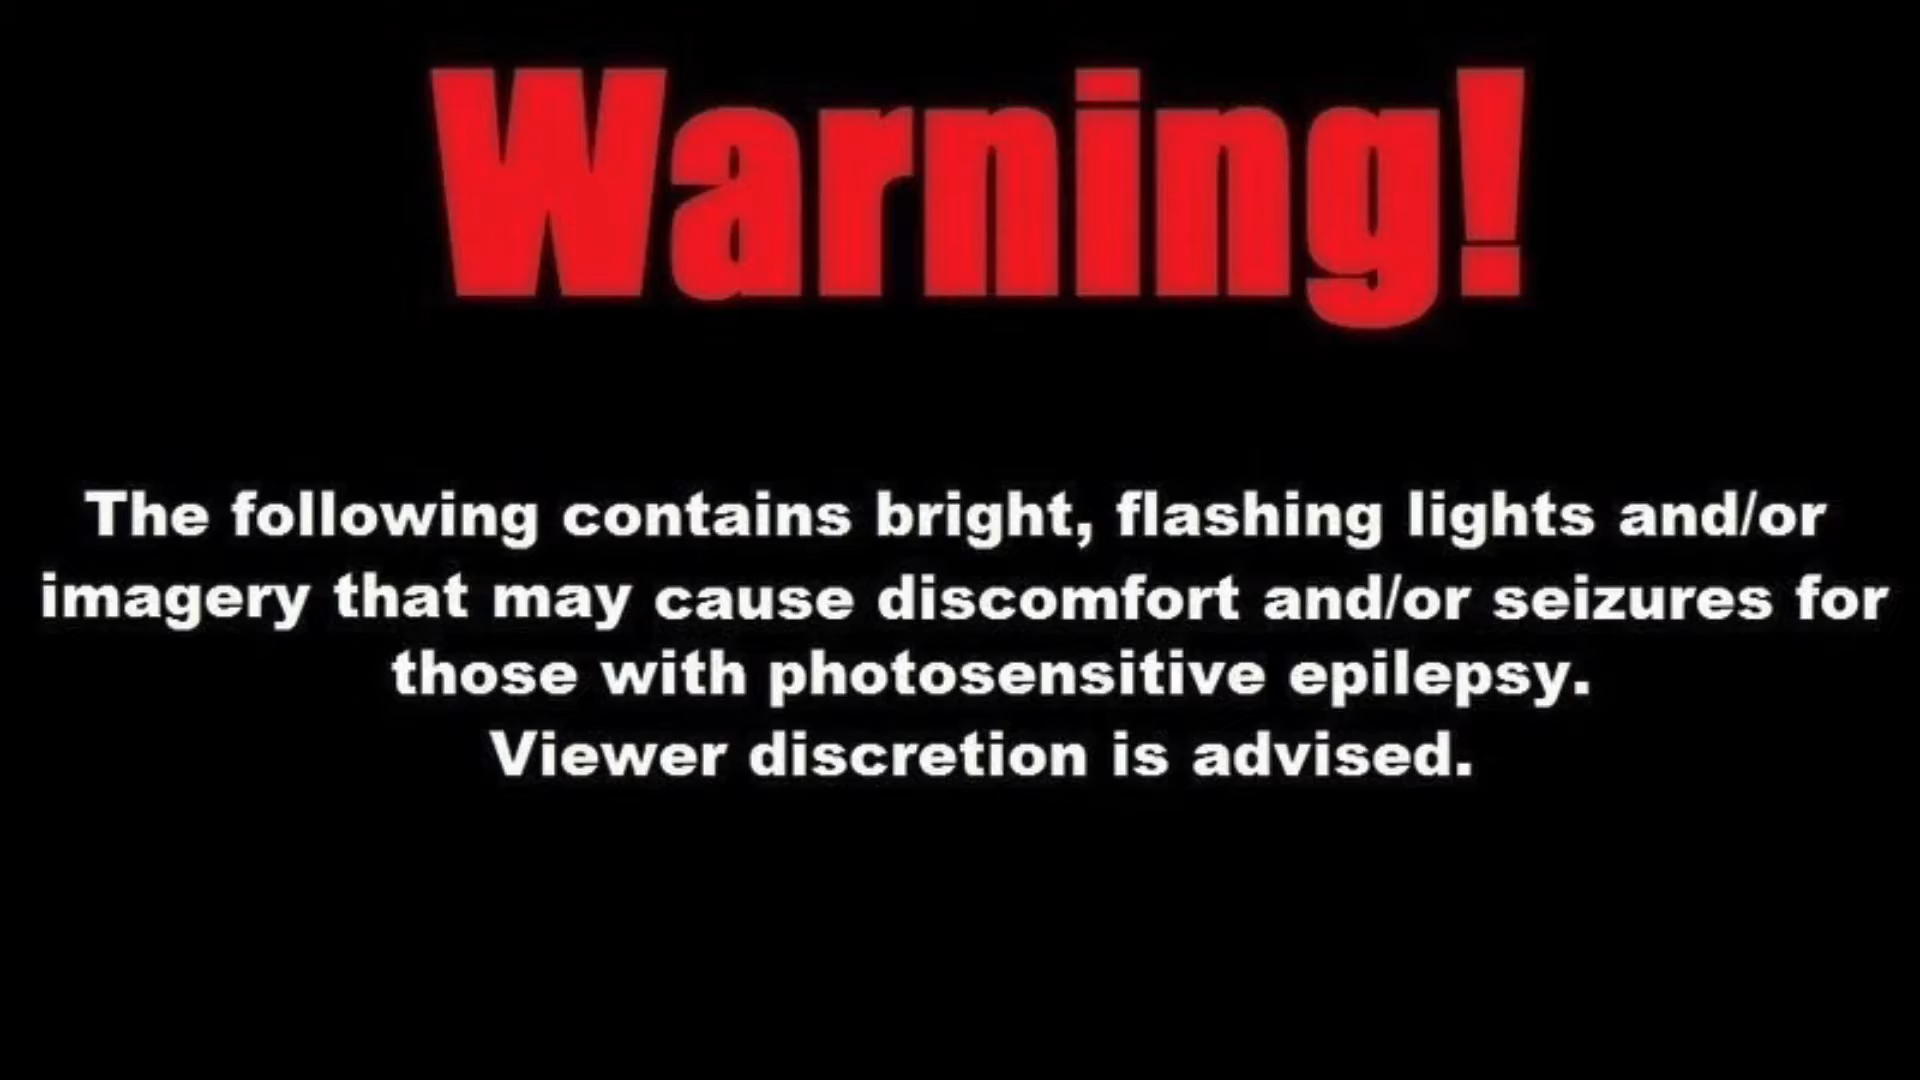 Warning!
The following contains bright, flashing lights and/or
imagery that may cause discomfort and/or seizures for
those with photosensitive epilepsy.
Viewer discretion is advised.